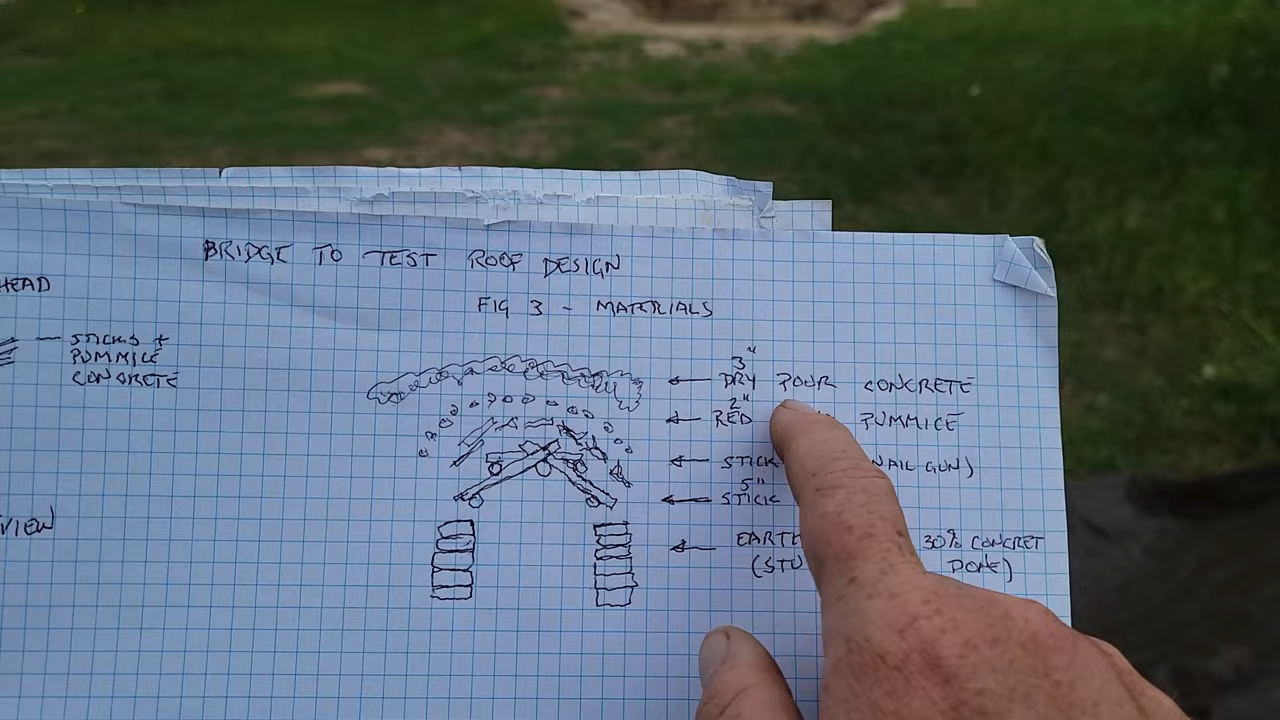 BRIDGE TO TEST ROOF DESIGN
FIG 3 - MATERIALS
HEAD
STICKS +
PUMMICE
CONCRETE
VIEW
3"
DRY POUR CONCRETE
2"
RED PUMMICE
STICK NAIL GUN)
5"
STICK
EARTH 30% CONCRET
(STU DONE)